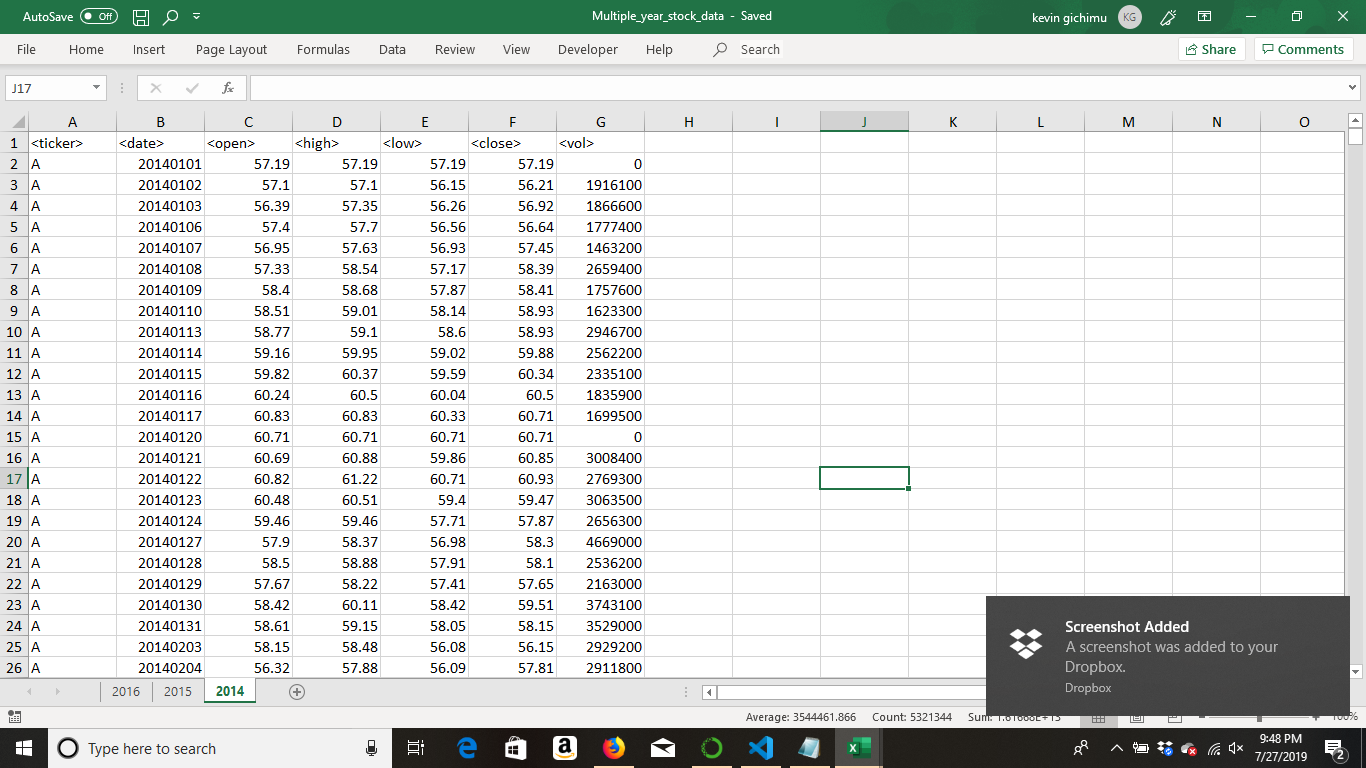 AutoSave Off Multiple_year_stock_data - Saved kevin gichimu KG
File Home Insert Page Layout Formulas Data Review View Developer Help Search Share Comments
J17 fx
A B C D E F G H I J K L M N O
1 <ticker> <date> <open> <high> <low> <close> <vol>
2 A 20140101 57.19 57.19 57.19 57.19 0
3 A 20140102 57.1 57.1 56.15 56.21 1916100
4 A 20140103 56.39 57.35 56.26 56.92 1866600
5 A 20140106 57.4 57.7 56.56 56.64 1777400
6 A 20140107 56.95 57.63 56.93 57.45 1463200
7 A 20140108 57.33 58.54 57.17 58.39 2659400
8 A 20140109 58.4 58.68 57.87 58.41 1757600
9 A 20140110 58.51 59.01 58.14 58.93 1623300
10 A 20140113 58.77 59.1 58.6 58.93 2946700
11 A 20140114 59.16 59.95 59.02 59.88 2562200
12 A 20140115 59.82 60.37 59.59 60.34 2335100
13 A 20140116 60.24 60.5 60.04 60.5 1835900
14 A 20140117 60.83 60.83 60.33 60.71 1699500
15 A 20140120 60.71 60.71 60.71 60.71 0
16 A 20140121 60.69 60.88 59.86 60.85 3008400
17 A 20140122 60.82 61.22 60.71 60.93 2769300
18 A 20140123 60.48 60.51 59.4 59.47 3063500
19 A 20140124 59.46 59.46 57.71 57.87 2656300
20 A 20140127 57.9 58.37 56.98 58.3 4669000
21 A 20140128 58.5 58.88 57.91 58.1 2536200
22 A 20140129 57.67 58.22 57.41 57.65 2163000
23 A 20140130 58.42 60.11 58.42 59.51 3743100
24 A 20140131 58.61 59.15 58.05 58.15 3529000
25 A 20140203 58.15 58.48 56.08 56.15 2929200
26 A 20140204 56.32 57.88 56.09 57.81 2911800
Screenshot Added
A screenshot was added to your
Dropbox.
Dropbox
2016 2015 2014
Average: 3544461.866 Count: 5321344 Sum: 1.61668E+13 100%
Type here to search 9:48 PM
7/27/2019 2